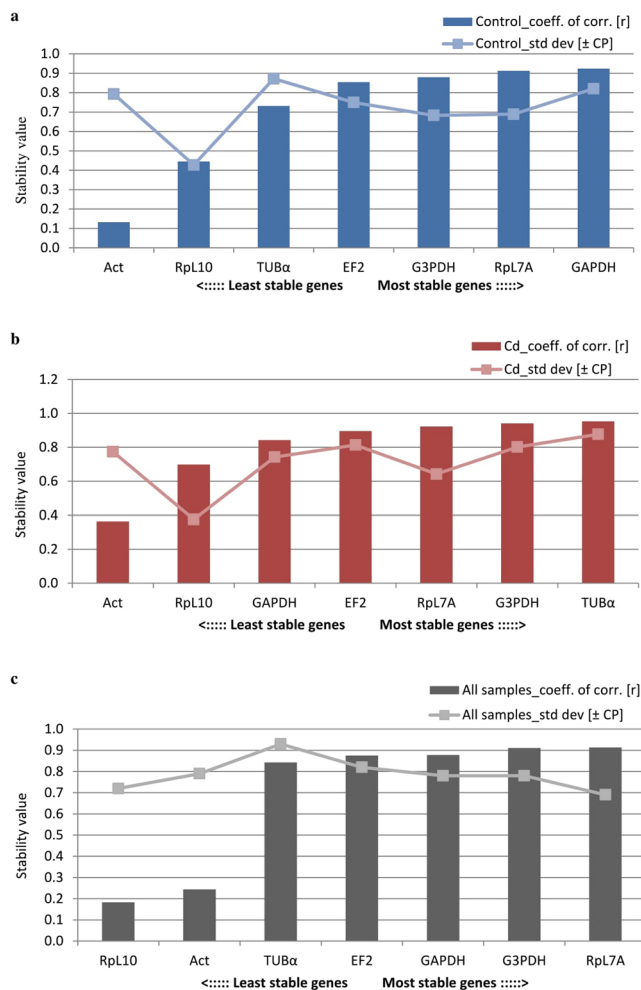 a
Control_coeff. of corr. [r]
Control_std dev [± CP]
Stability value
1.0
0.9
0.8
0.7
0.6
0.5
0.4
0.3
0.2
0.1
0.0
Act RpL10 TUBα EF2 G3PDH RpL7A GAPDH
<::::: Least stable genes Most stable genes :::::>
b
Cd_coeff. of corr. [r]
Cd_std dev [± CP]
Stability value
1.2
1.0
0.8
0.6
0.4
0.2
0.0
Act RpL10 GAPDH EF2 RpL7A G3PDH TUBα
<::::: Least stable genes Most stable genes :::::>
c
All samples_coeff. of corr. [r]
All samples_std dev [± CP]
Stability value
1.0
0.9
0.8
0.7
0.6
0.5
0.4
0.3
0.2
0.1
0.0
RpL10 Act TUBα EF2 GAPDH G3PDH RpL7A
<::::: Least stable genes Most stable genes :::::>